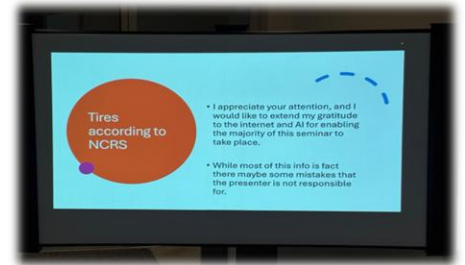 Tires
according to
NCRS
• I appreciate your attention, and I
would like to extend my gratitude
to the internet and AI for enabling
the majority of this seminar to
take place.
• While most of this info is fact
there maybe some mistakes that
the presenter is not responsible
for.